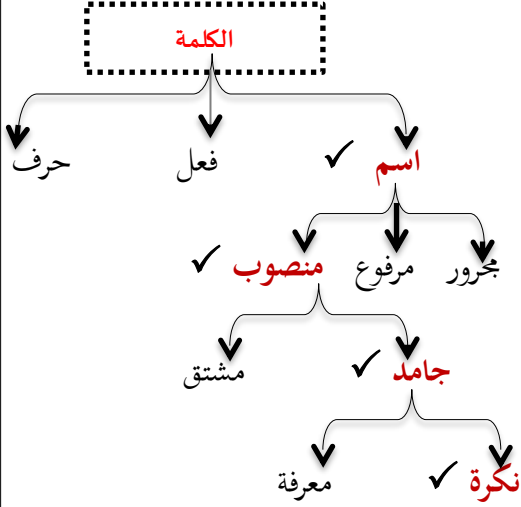 الكلمة
اسم ✓ فعل حرف
مجرور مرفوع منصوب ✓
جامد ✓ مشتق
نكرة ✓ معرفة